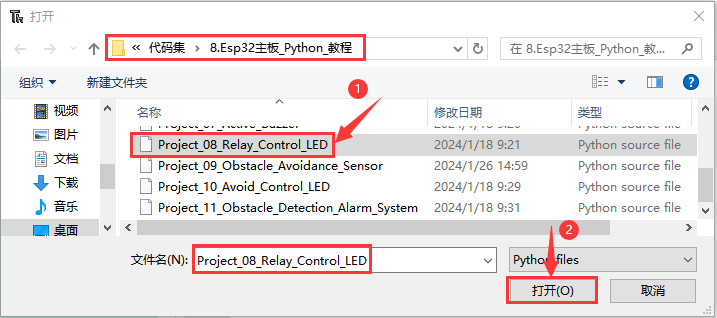 打开
« 代码集 › 8.Esp32主板_Python_教程
在 8.Esp32主板_Python_教...
组织 新建文件夹
视频
图片
文档
下载
音乐
桌面
1
名称 修改日期 类型
Project_07_Active_Buzzer 2024/1/18 9:20 Python source file
Project_08_Relay_Control_LED 2024/1/18 9:21 Python source file
Project_09_Obstacle_Avoidance_Sensor 2024/1/26 14:59 Python source file
Project_10_Avoid_Control_LED 2024/1/18 9:29 Python source file
Project_11_Obstacle_Detection_Alarm_System 2024/1/18 9:31 Python source file
2
文件名(N): Project_08_Relay_Control_LED Python files
打开(O) 取消